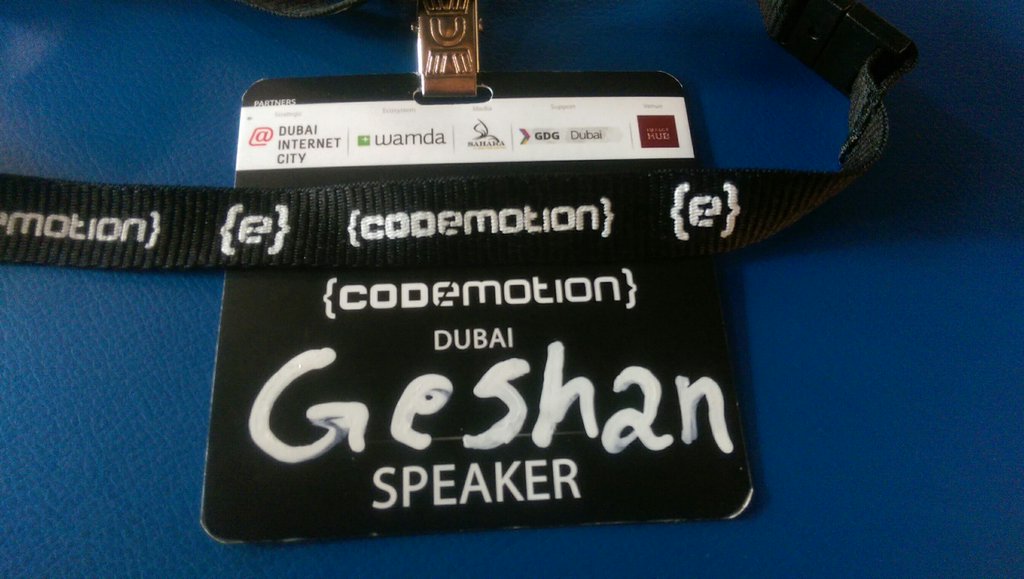 PARTNERS
Strategic Ecosystem Media Support Venue
@ DUBAI INTERNET CITY
wamda
SAHARA
GDG Dubai
IMPACT HUB
emotion} {e} {codemotion} {e}
{codemotion}
DUBAI
Geshan
SPEAKER